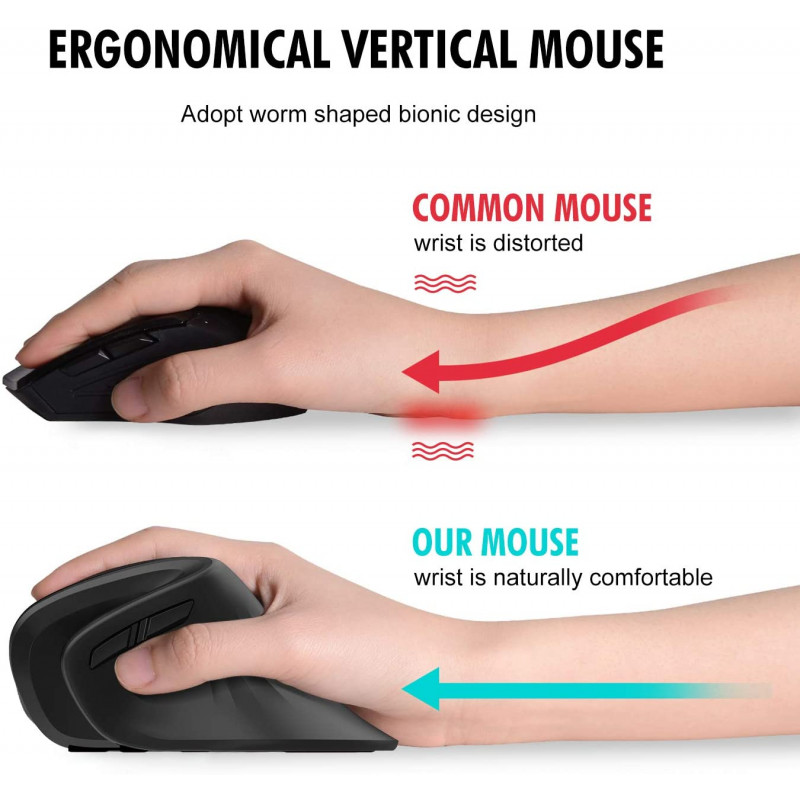 ERGONOMICAL VERTICAL MOUSE
Adopt worm shaped bionic design
COMMON MOUSE
wrist is distorted
OUR MOUSE
wrist is naturally comfortable